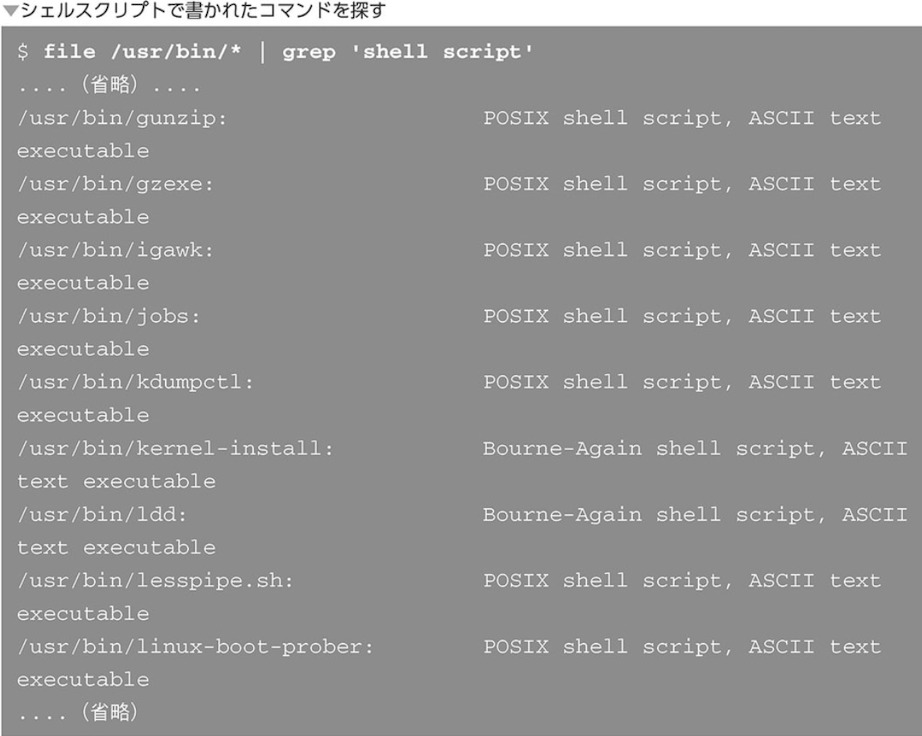 ▼シェルスクリプトで書かれたコマンドを探す
$ file /usr/bin/* | grep 'shell script'
....（省略）....
/usr/bin/gunzip: POSIX shell script, ASCII text
executable
/usr/bin/gzexe: POSIX shell script, ASCII text
executable
/usr/bin/igawk: POSIX shell script, ASCII text
executable
/usr/bin/jobs: POSIX shell script, ASCII text
executable
/usr/bin/kdumpctl: POSIX shell script, ASCII text
executable
/usr/bin/kernel-install: Bourne-Again shell script, ASCII
text executable
/usr/bin/ldd: Bourne-Again shell script, ASCII
text executable
/usr/bin/lesspipe.sh: POSIX shell script, ASCII text
executable
/usr/bin/linux-boot-prober: POSIX shell script, ASCII text
executable
....（省略）